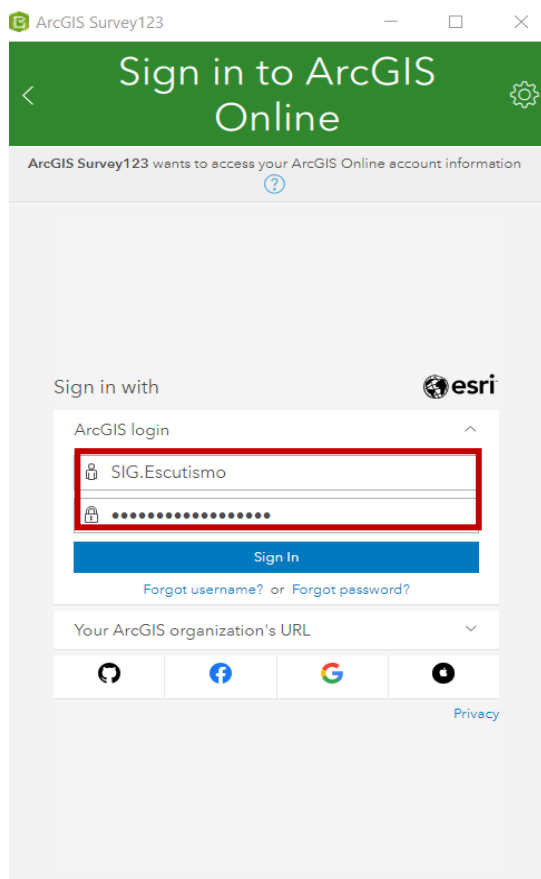 ArcGIS Survey123
Sign in to ArcGIS
Online
ArcGIS Survey123 wants to access your ArcGIS Online account information
?
Sign in with
esri
ArcGIS login
SIG.Escutismo
••••••••••••••••••
Sign In
Forgot username? or Forgot password?
Your ArcGIS organization's URL
Privacy